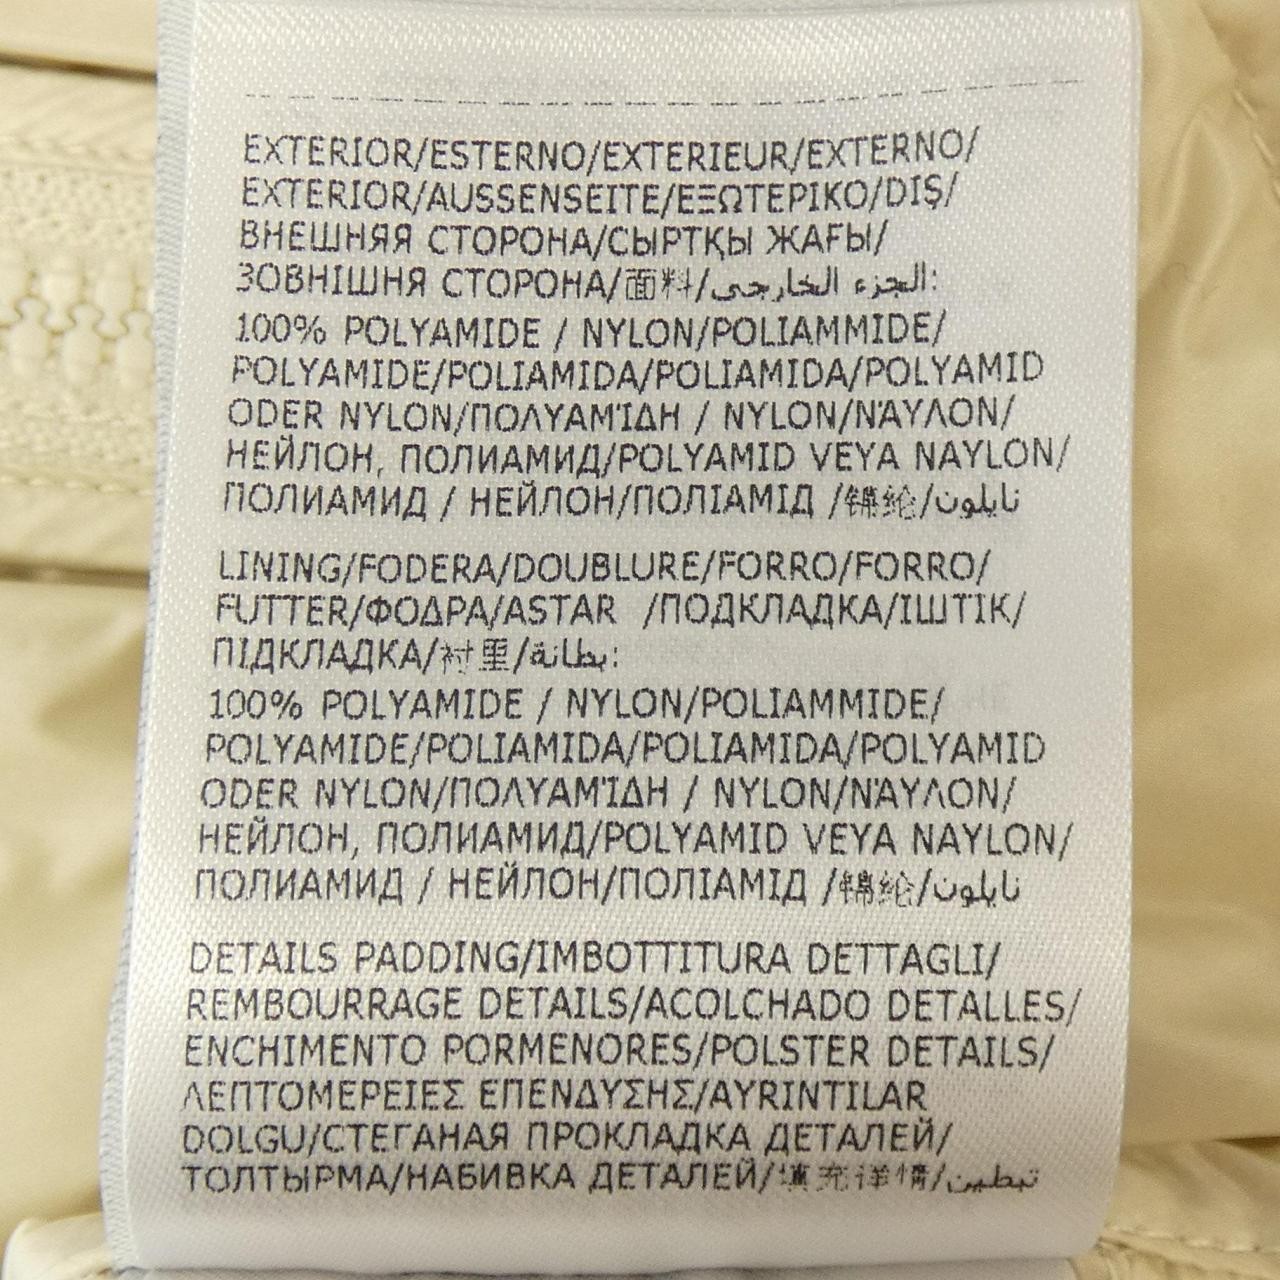 EXTERIOR/ESTERNO/EXTERIEUR/EXTERNO/
EXTERIOR/AUSSENSEITE/ΕΞΩΤΕΡΙΚΟ/DIŞ/
ВНЕШНЯЯ СТОРОНА/СЫРТҚЫ ЖАҒЫ/
ЗОВНІШНЯ СТОРОНА/面料/الجزء الخارجى:
100% POLYAMIDE / NYLON/POLIAMMIDE/
POLYAMIDE/POLIAMIDA/POLIAMIDA/POLYAMID
ODER NYLON/ΠΟΛΥΑΜΊΔΗ / NYLON/ΝΆΥΛΟΝ/
НЕЙЛОН, ПОЛИАМИД/POLYAMID VEYA NAYLON/
ПОЛИАМИД / НЕЙЛОН/ПОЛІАМІД /锦纶/نايلون
LINING/FODERA/DOUBLURE/FORRO/FORRO/
FUTTER/ΦΟΔΡΑ/ASTAR /ПОДКЛАДКА/ІШТІК/
ПІДКЛАДКА/衬里/بطانة:
100% POLYAMIDE / NYLON/POLIAMMIDE/
POLYAMIDE/POLIAMIDA/POLIAMIDA/POLYAMID
ODER NYLON/ΠΟΛΥΑΜΊΔΗ / NYLON/ΝΆΥΛΟΝ/
НЕЙЛОН, ПОЛИАМИД/POLYAMID VEYA NAYLON/
ПОЛИАМИД / НЕЙЛОН/ПОЛІАМІД /锦纶/نايلون
DETAILS PADDING/IMBOTTITURA DETTAGLI/
REMBOURRAGE DETAILS/ACOLCHADO DETALLES/
ENCHIMENTO PORMENORES/POLSTER DETAILS/
ΛΕΠΤΟΜΕΡΕΙΕΣ ΕΠΕΝΔΥΣΗΣ/AYRINTILAR
DOLGU/СТЕГАНАЯ ПРОКЛАДКА ДЕТАЛЕЙ/
ТОЛТЫРМА/НАБИВКА ДЕТАЛЕЙ/填充详情/تبطين